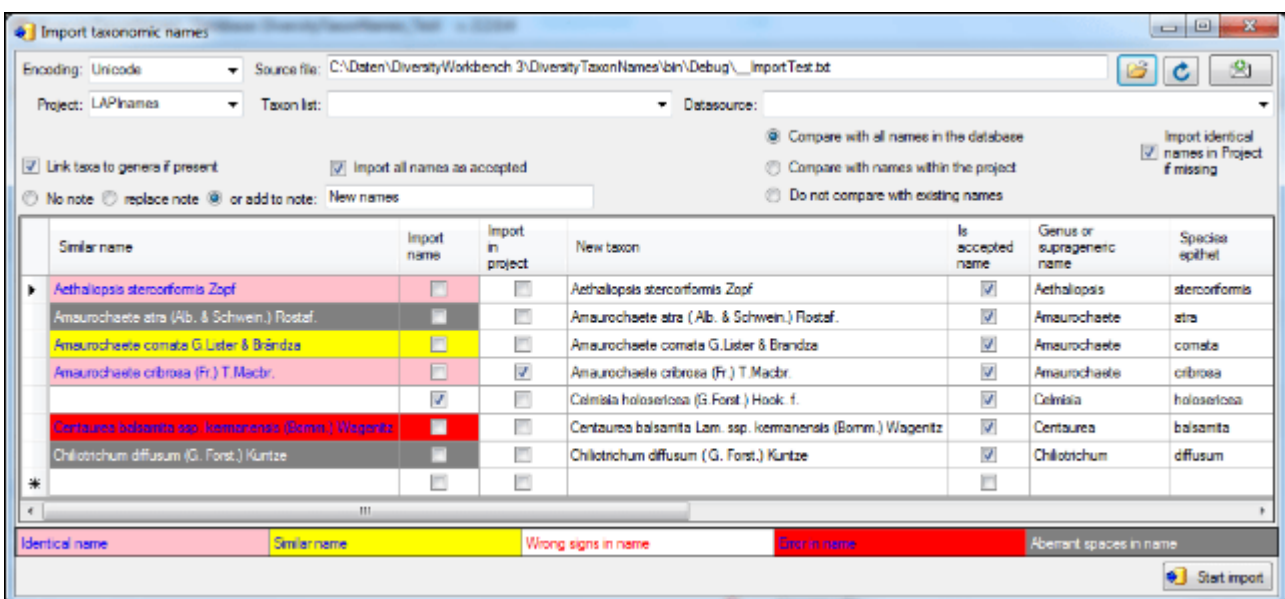 Import taxonomic names
Encoding: Unicode Source file: C:\Daten\DiversityWorkbench 3\DiversityTaxonNames\bin\Debug\__ImportTest.txt
Project: LAPInames Taxon list: Datasource:
Compare with all names in the database
Import identical names in Project if missing
Link taxa to genera if present Import all names as accepted Compare with names within the project
No note replace note or add to note: New names Do not compare with existing names
Similar name Import name Import in project New taxon Is accepted name Genus or suprageneric name Species epithet
Aethaliopsis stercoriformis Zopf Aethaliopsis stercoriformis Zopf Aethaliopsis stercoriformis
Amaurochaete atra (Alb. & Schwein.) Rostaf. Amaurochaete atra ( Alb. & Schwein.) Rostaf. Amaurochaete atra
Amaurochaete comata G.Lister & Brândza Amaurochaete comata G.Lister & Brandza Amaurochaete comata
Amaurochaete cribrosa (Fr.) T.Macbr. Amaurochaete cribrosa (Fr.) T.Macbr. Amaurochaete cribrosa
Celmisia holosericea (G.Forst.) Hook. f. Celmisia holosericea
Centaurea balsamita ssp. kermanensis (Bornm.) Wagenitz Centaurea balsamita Lam. ssp. kermanensis (Bornm.) Wagenitz Centaurea balsamita
Chiliotrichum diffusum (G. Forst.) Kuntze Chiliotrichum diffusum ( G. Forst.) Kuntze Chiliotrichum diffusum
Identical name Similar name Wrong signs in name Error in name Aberrant spaces in name
Start import